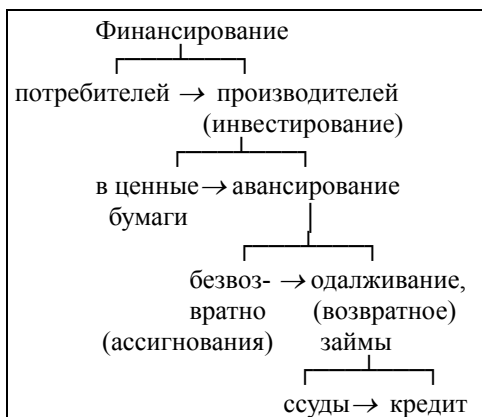 Финансирование
потребителей → производителей
(инвестирование)
в ценные → авансирование
бумаги
безвоз- → одалживание,
вратно (возвратное)
(ассигнования) займы
ссуды → кредит